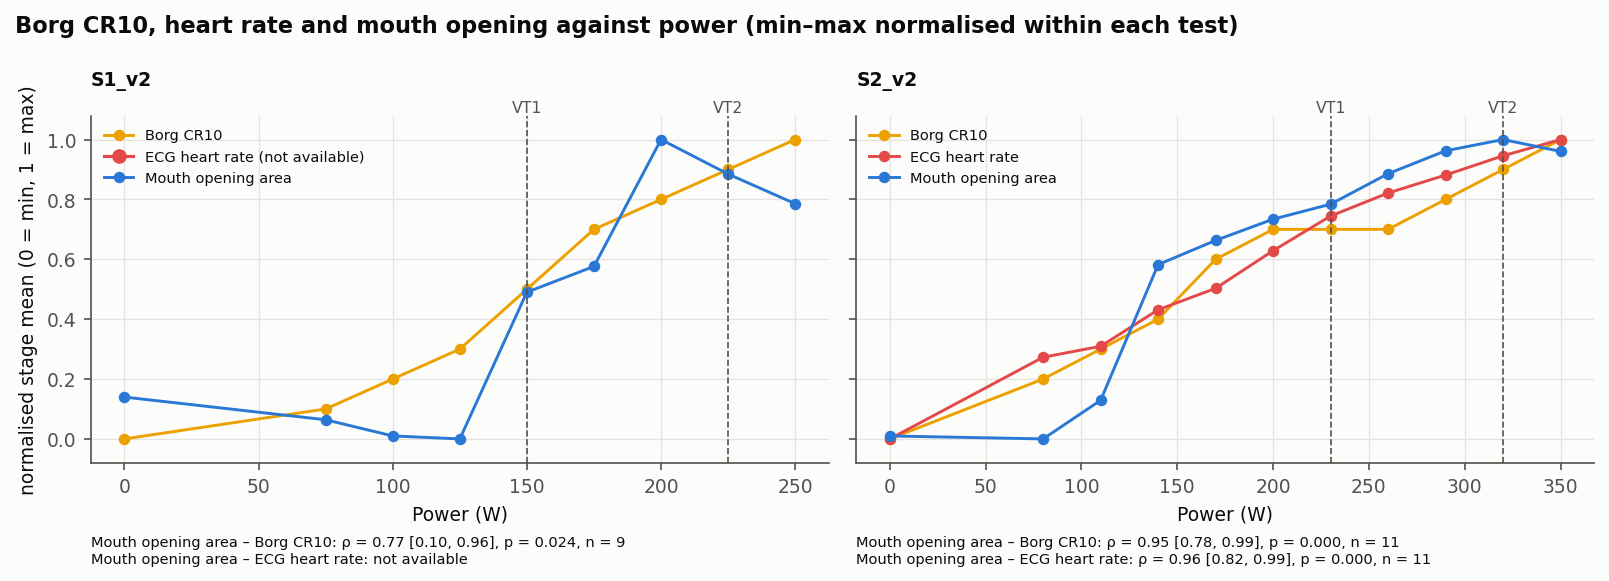 Borg CR10, heart rate and mouth opening against power (min–max normalised within each test)
S1_v2
VT1
VT2
Borg CR10
ECG heart rate (not available)
Mouth opening area
normalised stage mean (0 = min, 1 = max)
1.0
0.8
0.6
0.4
0.2
0.0
0
50
100
150
200
250
Power (W)
Mouth opening area – Borg CR10: ρ = 0.77 [0.10, 0.96], p = 0.024, n = 9
Mouth opening area – ECG heart rate: not available
S2_v2
VT1
VT2
Borg CR10
ECG heart rate
Mouth opening area
0
50
100
150
200
250
300
350
Power (W)
Mouth opening area – Borg CR10: ρ = 0.95 [0.78, 0.99], p = 0.000, n = 11
Mouth opening area – ECG heart rate: ρ = 0.96 [0.82, 0.99], p = 0.000, n = 11